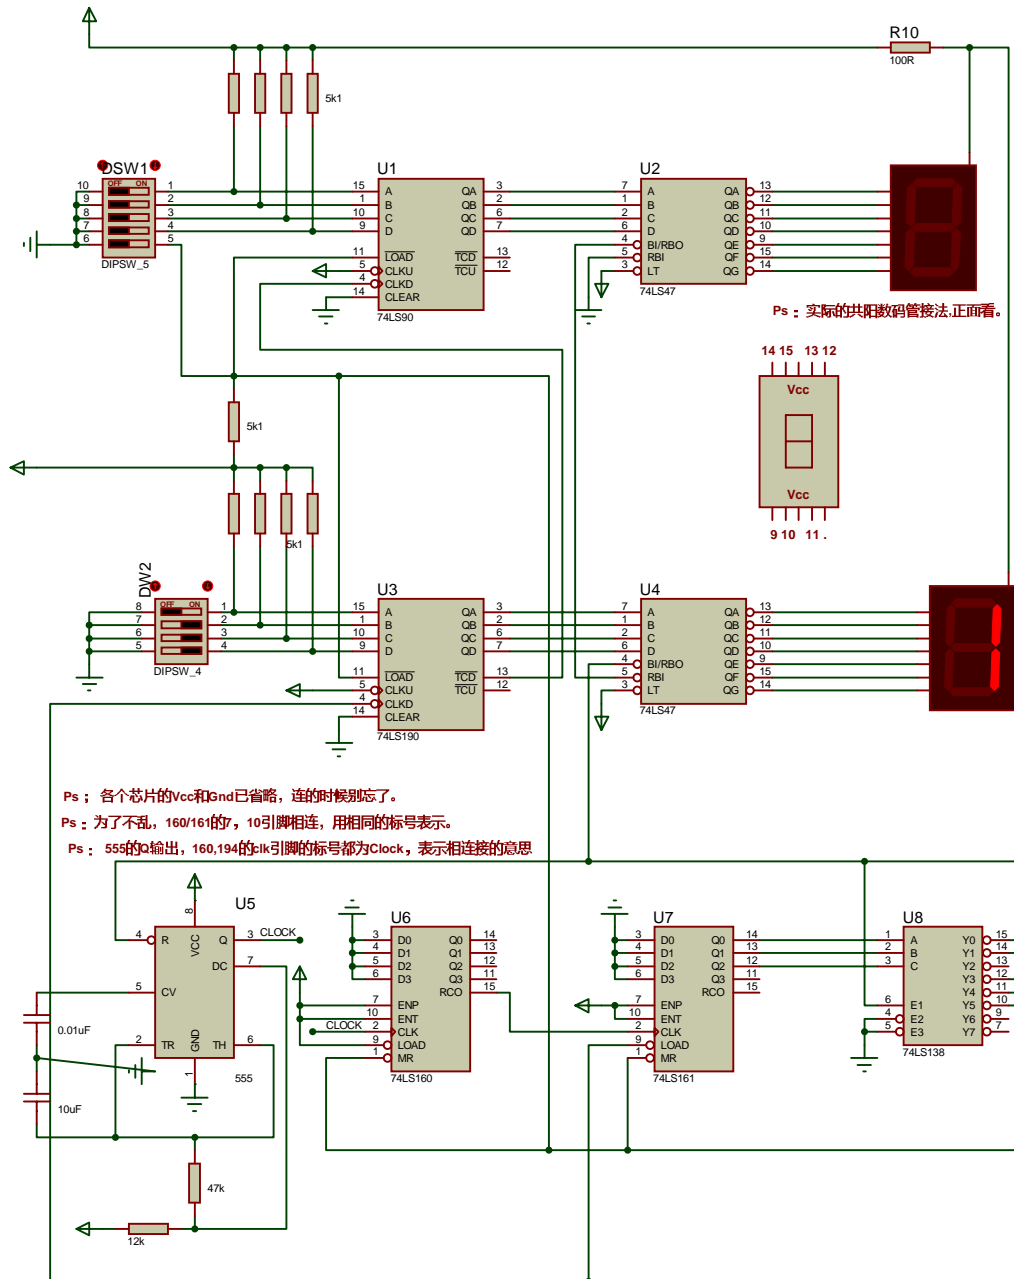 R10
100R
5k1
DSW1
OFF ON
10 9 8 7 6
1 2 3 4 5
DIPSW_5
U1
15 A QA 3
1 B QB 2
10 C QC 6
9 D QD 7
11 LOAD TCD 13
5 CLKU TCU 12
4 CLKD
14 CLEAR
74LS90
U2
7 A QA 13
1 B QB 12
2 C QC 11
6 D QD 10
4 BI/RBO QE 9
5 RBI QF 15
3 LT QG 14
74LS47
Ps：实际的共阳数码管接法,正面看。
14 15 13 12
Vcc
Vcc
9 10 11 .
5k1
5k1
DW2
OFF ON
8 7 6 5
1 2 3 4
DIPSW_4
U3
15 A QA 3
1 B QB 2
10 C QC 6
9 D QD 7
11 LOAD TCD 13
5 CLKU TCU 12
4 CLKD
14 CLEAR
74LS190
U4
7 A QA 13
1 B QB 12
2 C QC 11
6 D QD 10
4 BI/RBO QE 9
5 RBI QF 15
3 LT QG 14
74LS47
Ps；各个芯片的Vcc和Gnd已省略，连的时候别忘了。
Ps：为了不乱，160/161的7，10引脚相连，用相同的标号表示。
Ps：555的Q输出，160,194的clk引脚的标号都为Clock，表示相连接的意思
U5
8 VCC
4 R Q 3 CLOCK
DC 7
5 CV
2 TR TH 6
GND 1
555
0.01uF
10uF
47k
12k
U6
3 D0 Q0 14
4 D1 Q1 13
5 D2 Q2 12
6 D3 Q3 11
RCO 15
7 ENP
10 ENT
CLOCK 2 CLK
9 LOAD
1 MR
74LS160
U7
3 D0 Q0 14
4 D1 Q1 13
5 D2 Q2 12
6 D3 Q3 11
RCO 15
7 ENP
10 ENT
2 CLK
9 LOAD
1 MR
74LS161
U8
1 A Y0 15
2 B Y1 14
3 C Y2 13
Y3 12
Y4 11
6 E1 Y5 10
4 E2 Y6 9
5 E3 Y7 7
74LS138